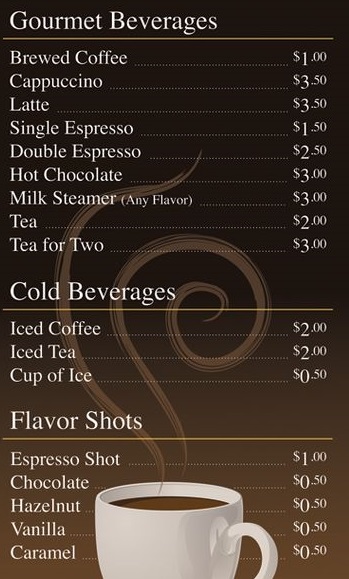 Gourmet Beverages
Brewed Coffee $1.00
Cappuccino $3.50
Latte $3.50
Single Espresso $1.50
Double Espresso $2.50
Hot Chocolate $3.00
Milk Steamer (Any Flavor) $3.00
Tea $2.00
Tea for Two $3.00
Cold Beverages
Iced Coffee $2.00
Iced Tea $2.00
Cup of Ice $0.50
Flavor Shots
Espresso Shot $1.00
Chocolate $0.50
Hazelnut $0.50
Vanilla $0.50
Caramel $0.50